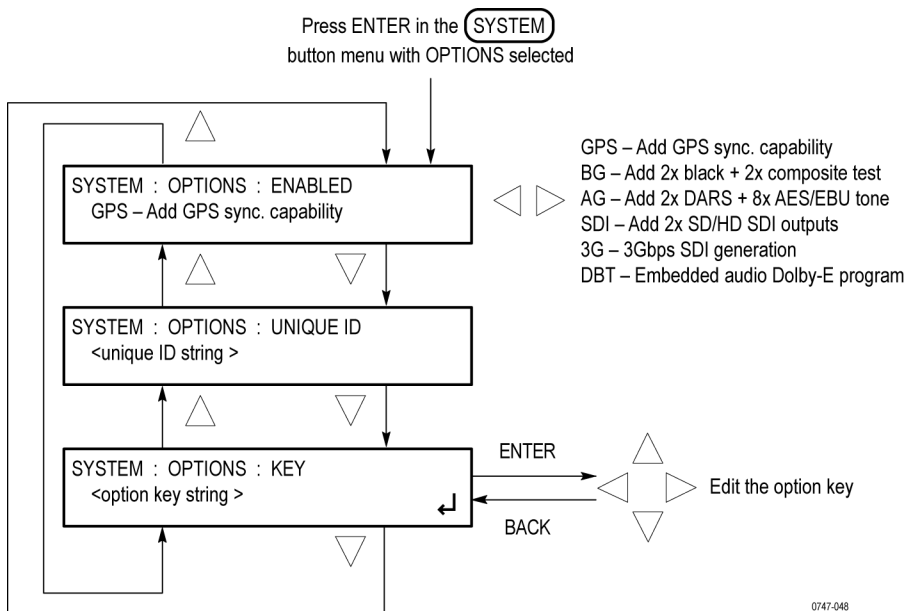 Press ENTER in the SYSTEM
button menu with OPTIONS selected
SYSTEM : OPTIONS : ENABLED
GPS – Add GPS sync. capability
GPS – Add GPS sync. capability
BG – Add 2x black + 2x composite test
AG – Add 2x DARS + 8x AES/EBU tone
SDI – Add 2x SD/HD SDI outputs
3G – 3Gbps SDI generation
DBT – Embedded audio Dolby-E program
SYSTEM : OPTIONS : UNIQUE ID
<unique ID string >
SYSTEM : OPTIONS : KEY
<option key string >
ENTER
BACK
Edit the option key
0747-048